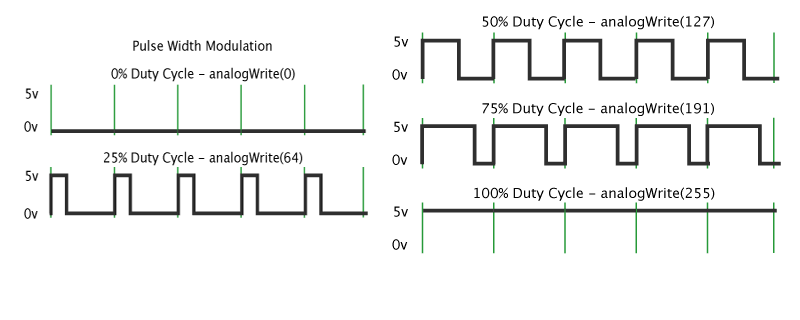 Pulse Width Modulation
0% Duty Cycle – analogWrite(0)
5v
0v
25% Duty Cycle – analogWrite(64)
5v
0v
50% Duty Cycle – analogWrite(127)
5v
0v
75% Duty Cycle – analogWrite(191)
5v
0v
100% Duty Cycle – analogWrite(255)
5v
0v